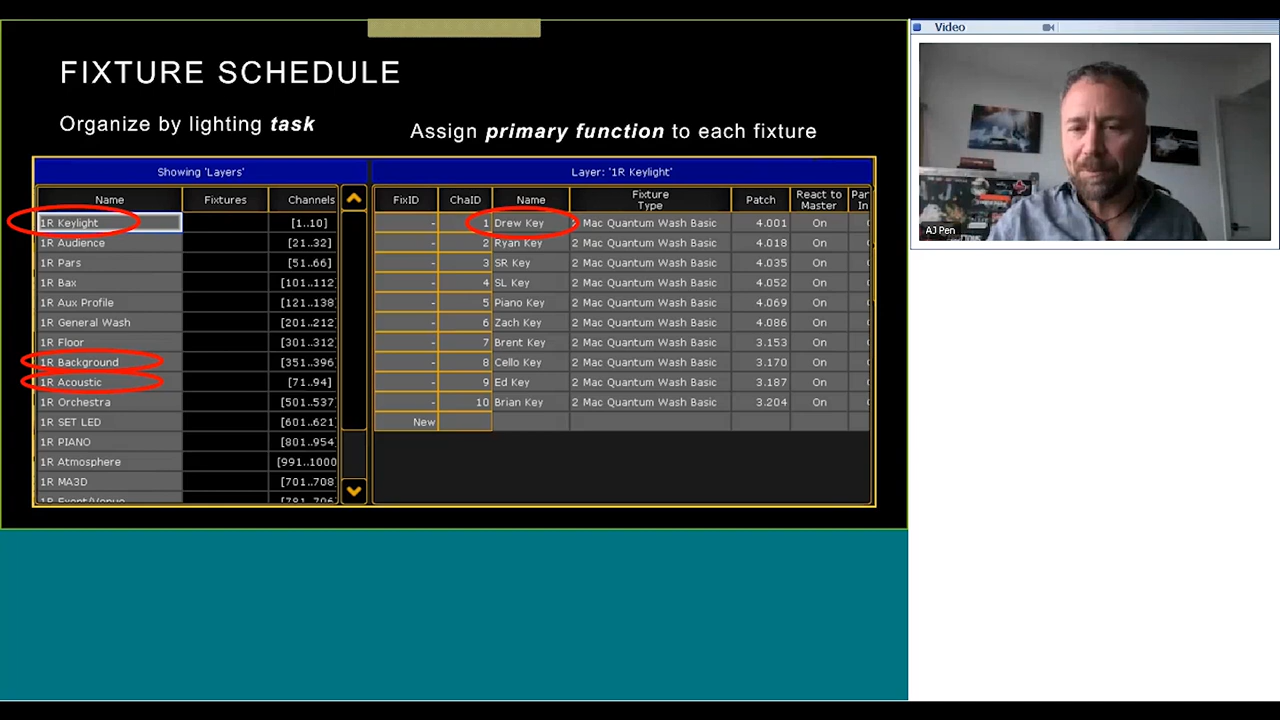 FIXTURE SCHEDULE
Organize by lighting task
Assign primary function to each fixture
Showing 'Layers'
Name Fixtures Channels
1R Keylight [1..10]
1R Audience [21..32]
1R Pars [51..66]
1R Bax [101..112]
1R Aux Profile [121..138]
1R General Wash [201..212]
1R Floor [301..312]
1R Background [351..396]
1R Acoustic [71..94]
1R Orchestra [501..537]
1R SET LED [601..621]
1R PIANO [801..954]
1R Atmosphere [991..1000
1R MA3D [701..708]
1R Event/Venue [781..796]
Layer: '1R Keylight'
FixID ChaID Name Fixture Type Patch React to Master Par In
- 1 Drew Key 2 Mac Quantum Wash Basic 4.001 On
- 2 Ryan Key 2 Mac Quantum Wash Basic 4.018 On
- 3 SR Key 2 Mac Quantum Wash Basic 4.035 On
- 4 SL Key 2 Mac Quantum Wash Basic 4.052 On
- 5 Piano Key 2 Mac Quantum Wash Basic 4.069 On
- 6 Zach Key 2 Mac Quantum Wash Basic 4.086 On
- 7 Brent Key 2 Mac Quantum Wash Basic 3.153 On
- 8 Cello Key 2 Mac Quantum Wash Basic 3.170 On
- 9 Ed Key 2 Mac Quantum Wash Basic 3.187 On
- 10 Brian Key 2 Mac Quantum Wash Basic 3.204 On
New
Video
AJ Pen